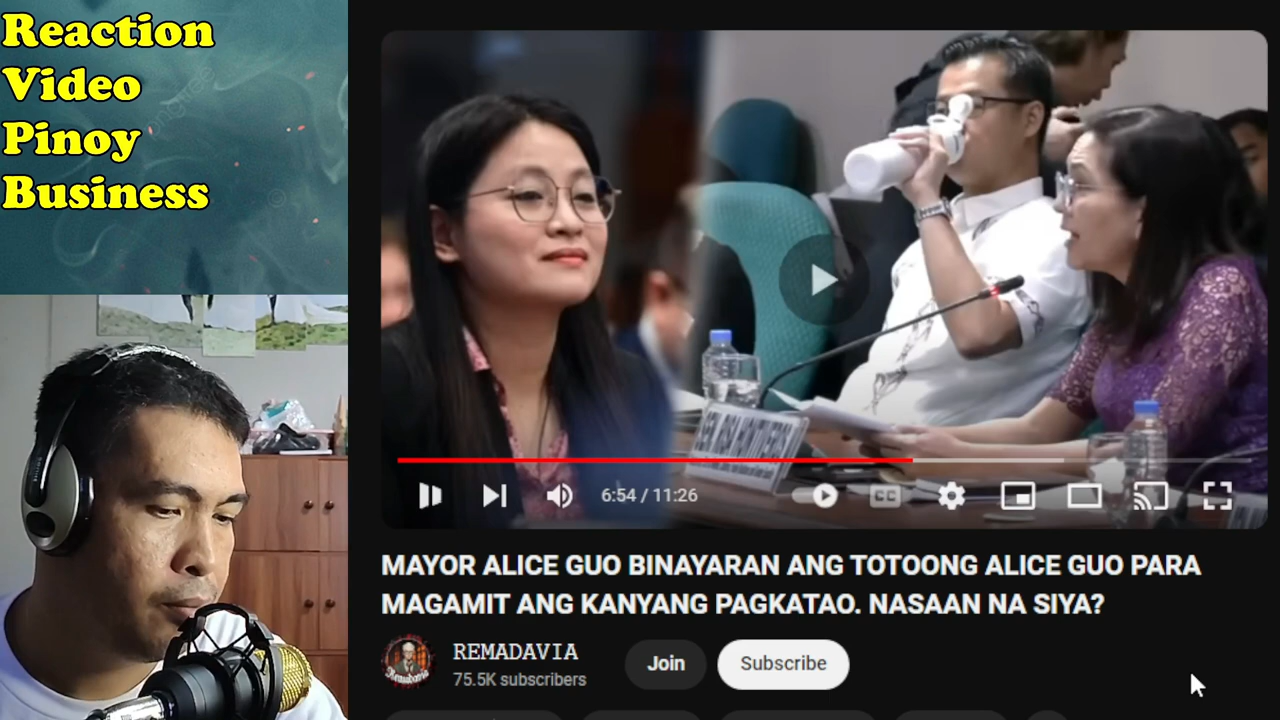 Reaction
Video
Pinoy
Business
6:54 / 11:26
CC
MAYOR ALICE GUO BINAYARAN ANG TOTOONG ALICE GUO PARA
MAGAMIT ANG KANYANG PAGKATAO. NASAAN NA SIYA?
REMADAVIA
75.5K subscribers
Join
Subscribe